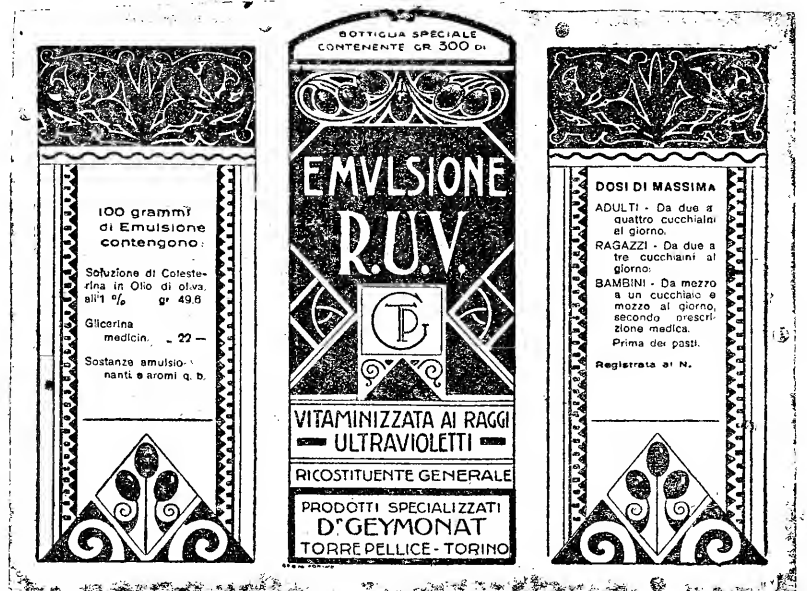 100 grammi
di Emulsione
contengono:
Soluzione di Coleste-
rina in Olio di oliva,
all'1 % gr 49,6
Glicerina
medicin. „ 22 —
Sostanze emulsio-
nanti e aromi q. b.
BOTTIGLIA SPECIALE
CONTENENTE GR. 300 DI
EMVLSIONE
R.U.V.
VITAMINIZZATA AI RAGGI
ULTRAVIOLETTI
RICOSTITUENTE GENERALE
PRODOTTI SPECIALIZZATI
Dr GEYMONAT
TORRE PELLICE - TORINO
DOSI DI MASSIMA
ADULTI - Da due a
quattro cucchiaini
al giorno.
RAGAZZI - Da due a
tre cucchiaini al
giorno.
BAMBINI - Da mezzo
a un cucchiaio e
mezzo al giorno,
secondo prescri-
zione medica.
Prima dei pasti.
Registrata al N.